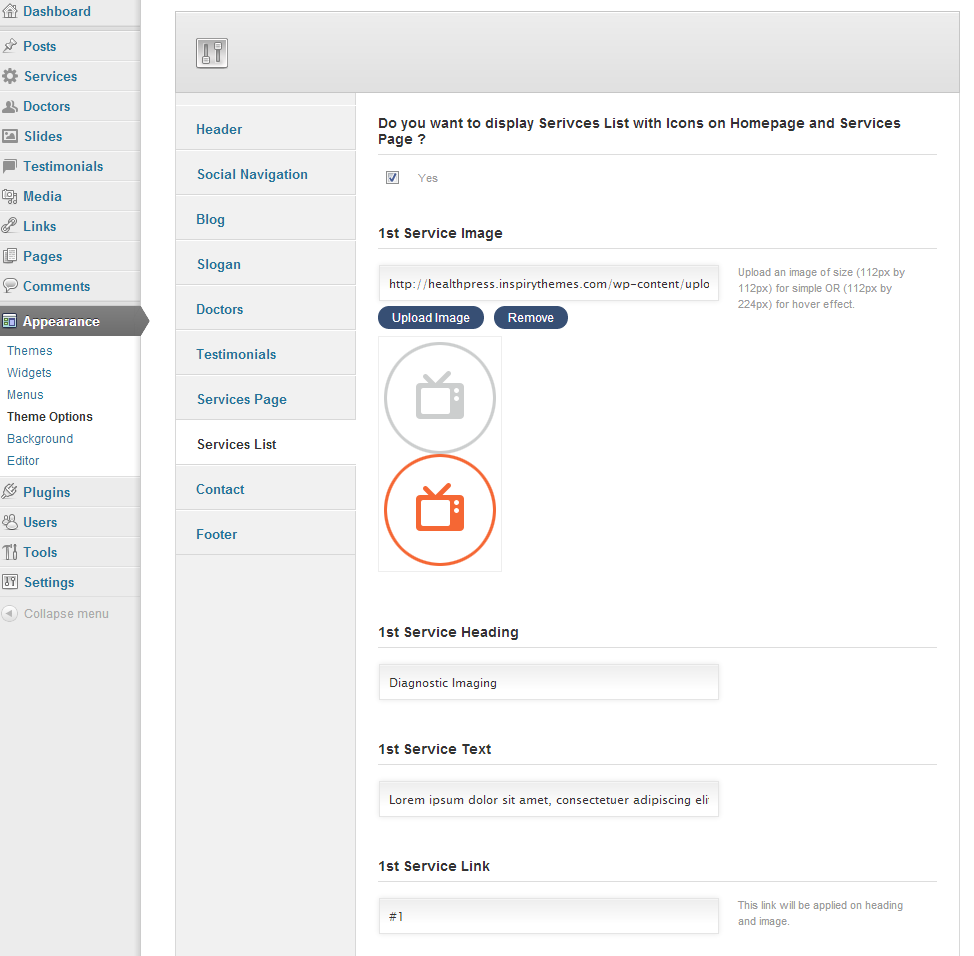 Dashboard
Posts
Services
Doctors
Slides
Testimonials
Media
Links
Pages
Comments
Appearance
Themes
Widgets
Menus
Theme Options
Background
Editor
Plugins
Users
Tools
Settings
Collapse menu
Header
Social Navigation
Blog
Slogan
Doctors
Testimonials
Services Page
Services List
Contact
Footer
Do you want to display Serivces List with Icons on Homepage and Services
Page ?
Yes
1st Service Image
http://healthpress.inspirythemes.com/wp-content/uplo
Upload an image of size (112px by
112px) for simple OR (112px by
224px) for hover effect.
Upload Image
Remove
1st Service Heading
Diagnostic Imaging
1st Service Text
Lorem ipsum dolor sit amet, consectetuer adipiscing eli
1st Service Link
#1
This link will be applied on heading
and image.